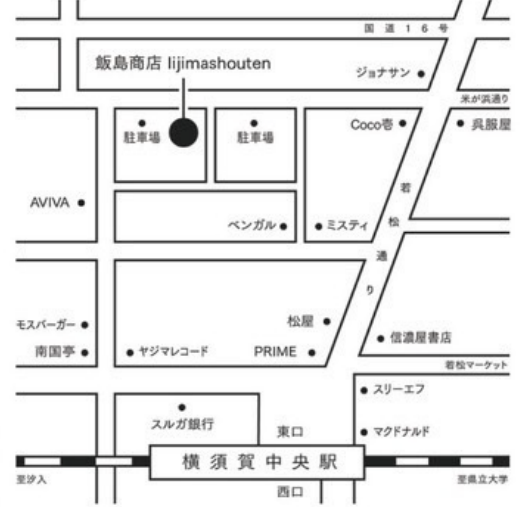 国道16号
飯島商店 Iijimashouten
ジョナサン
米が浜通り
駐車場
駐車場
Coco壱
呉服屋
AVIVA
ベンガル
ミスティ
若松通り
モスバーガー
松屋
信濃屋書店
南国亭
ヤジマレコード
PRIME
若松マーケット
スリーエフ
スルガ銀行
東口
マクドナルド
横須賀中央駅
至汐入
至県立大学
西口